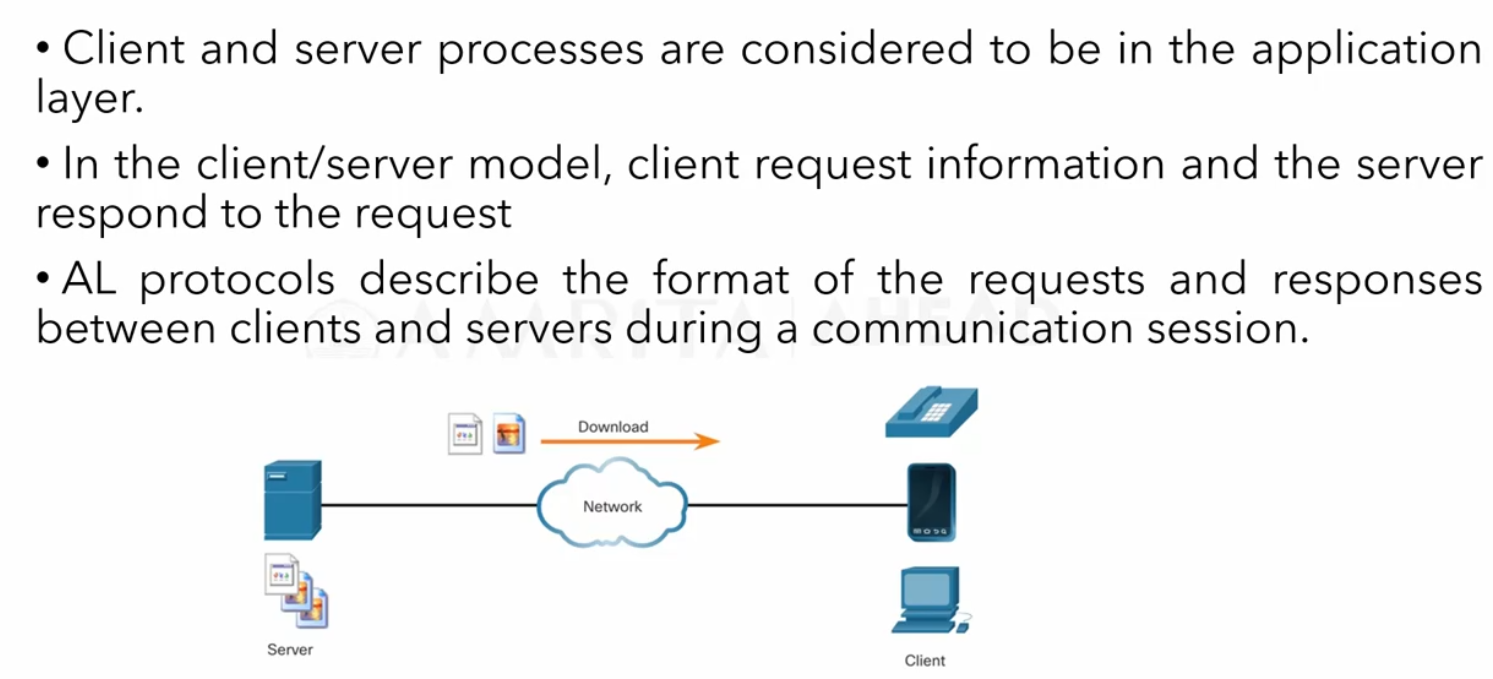 • Client and server processes are considered to be in the application
layer.
• In the client/server model, client request information and the server
respond to the request
• AL protocols describe the format of the requests and responses
between clients and servers during a communication session.
AMRITA | AHEAD
Download
Network
Server
Client